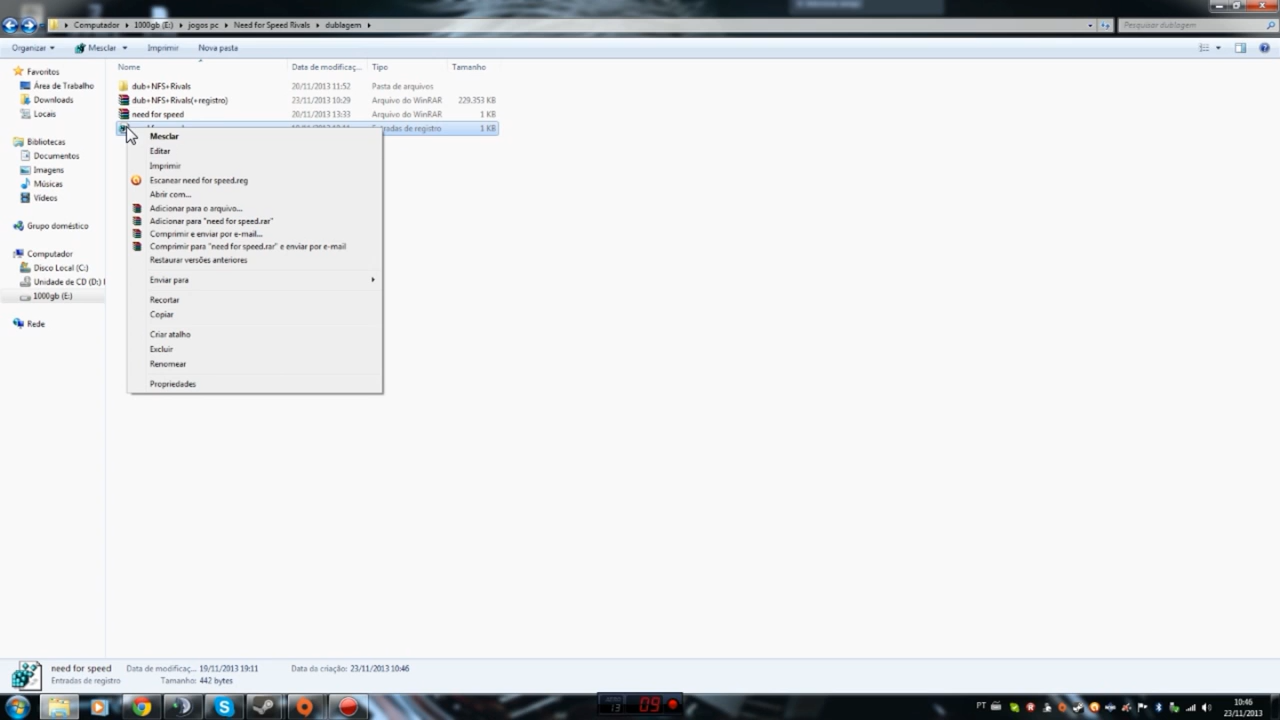 Computador ▸ 1000gb (E:) ▸ jogos pc ▸ Need for Speed Rivals ▸ dublagem ▸
Pesquisar dublagem
Organizar Mesclar Imprimir Nova pasta
Nome Data de modificaç... Tipo Tamanho
Favoritos
Área de Trabalho
Downloads
Locais
Bibliotecas
Documentos
Imagens
Músicas
Vídeos
Grupo doméstico
Computador
Disco Local (C:)
Unidade de CD (D:)
1000gb (E:)
Rede
dub+NFS+Rivals 20/11/2013 11:52 Pasta de arquivos
dub+NFS+Rivals(+registro) 23/11/2013 10:29 Arquivo do WinRAR 229.353 KB
need for speed 20/11/2013 13:33 Arquivo do WinRAR 1 KB
1 KB
Mesclar
Editar
Imprimir
Escanear need for speed.reg
Abrir com...
Adicionar para o arquivo...
Adicionar para "need for speed.rar"
Comprimir e enviar por e-mail...
Comprimir para "need for speed.rar" e enviar por e-mail
Restaurar versões anteriores
Enviar para
Recortar
Copiar
Criar atalho
Excluir
Renomear
Propriedades
need for speed Data de modificaç... 19/11/2013 19:11 Data da criação: 23/11/2013 10:46
Entradas de registro Tamanho: 442 bytes
13 09
PT
10:46
23/11/2013